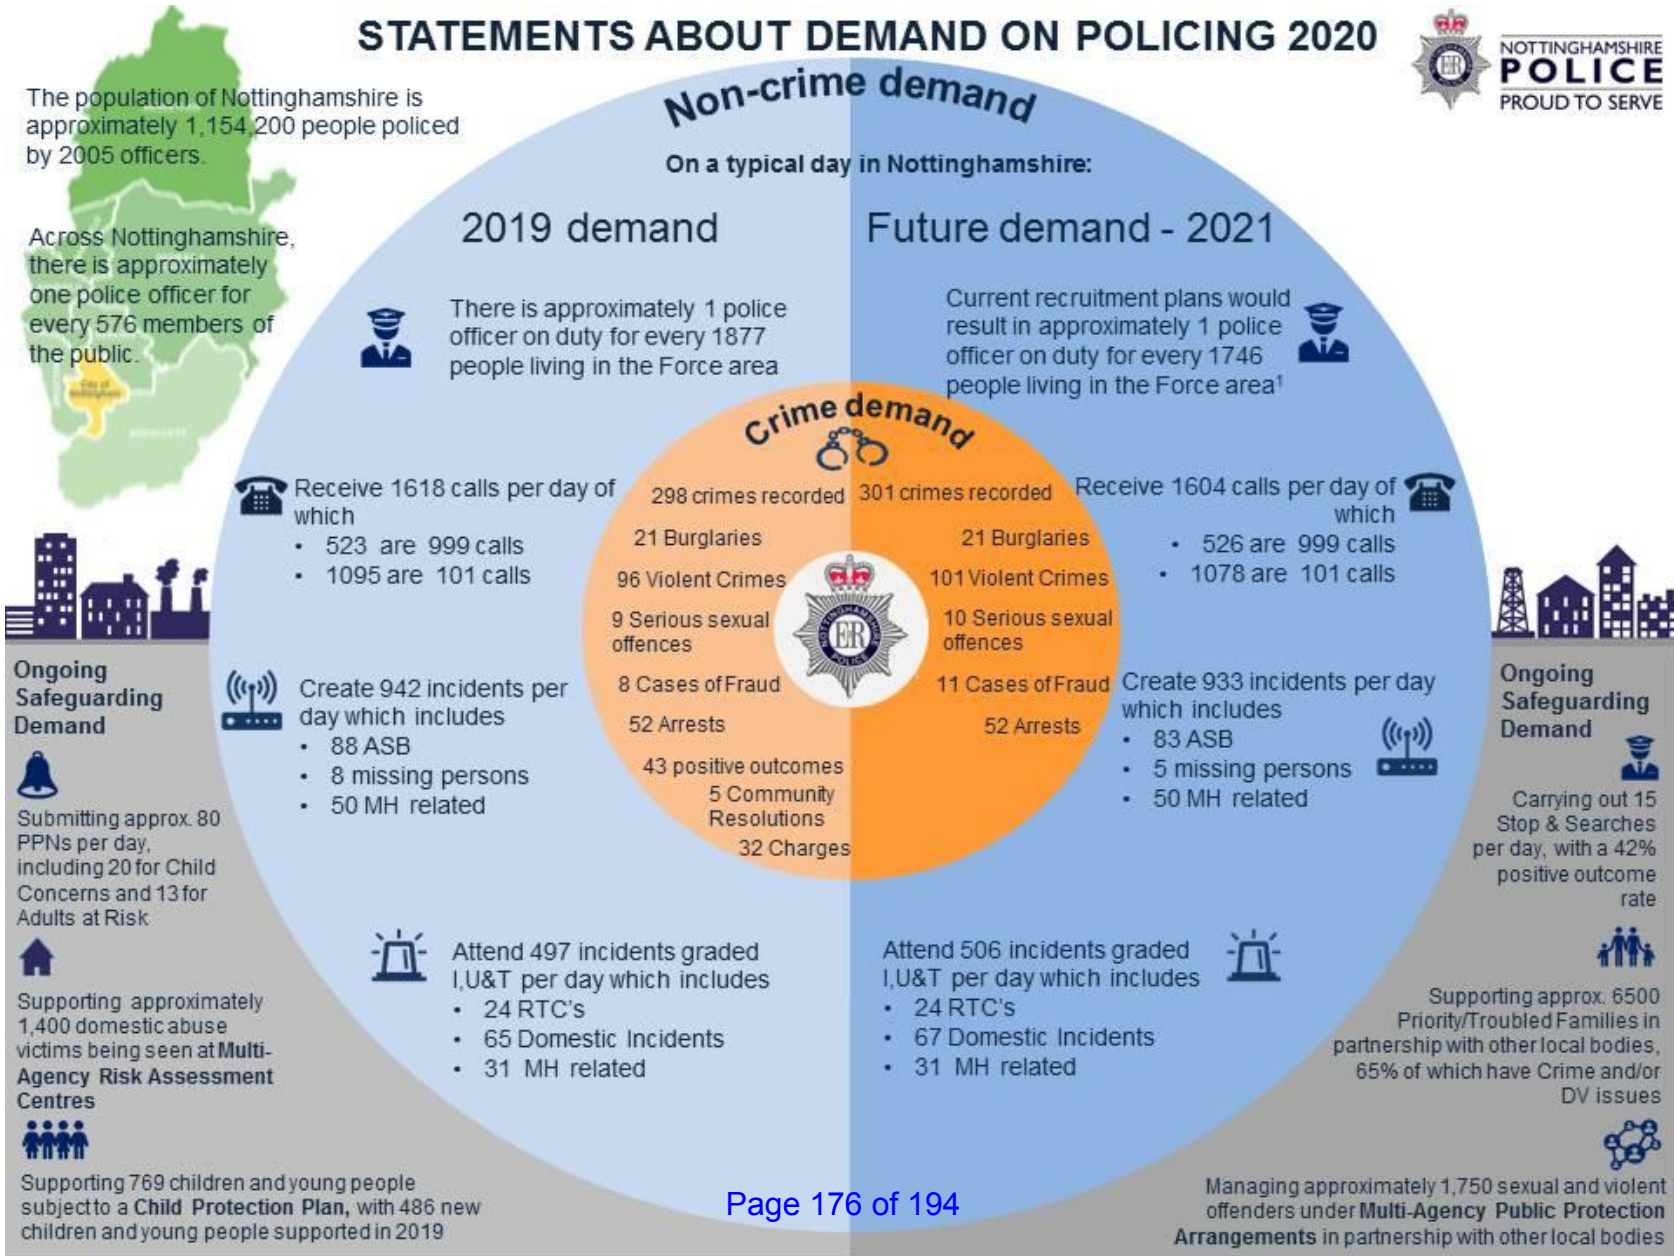 STATEMENTS ABOUT DEMAND ON POLICING 2020
NOTTINGHAMSHIRE
POLICE
PROUD TO SERVE
The population of Nottinghamshire is
approximately 1,154,200 people policed
by 2005 officers.
Across Nottinghamshire,
there is approximately
one police officer for
every 576 members of
the public.
City of
Nottingham
Non-crime demand
On a typical day in Nottinghamshire:
2019 demand
There is approximately 1 police
officer on duty for every 1877
people living in the Force area
Future demand - 2021
Current recruitment plans would
result in approximately 1 police
officer on duty for every 1746
people living in the Force area¹
Receive 1618 calls per day of
which
• 523 are 999 calls
• 1095 are 101 calls
Crime demand
298 crimes recorded
21 Burglaries
96 Violent Crimes
9 Serious sexual
offences
8 Cases of Fraud
52 Arrests
43 positive outcomes
5 Community
Resolutions
32 Charges
301 crimes recorded
21 Burglaries
101 Violent Crimes
10 Serious sexual
offences
11 Cases of Fraud
52 Arrests
NOTTINGHAMSHIRE
ER
POLICE
Receive 1604 calls per day of
which
• 526 are 999 calls
• 1078 are 101 calls
Create 942 incidents per
day which includes
• 88 ASB
• 8 missing persons
• 50 MH related
Create 933 incidents per day
which includes
• 83 ASB
• 5 missing persons
• 50 MH related
Attend 497 incidents graded
I,U&T per day which includes
• 24 RTC's
• 65 Domestic Incidents
• 31 MH related
Attend 506 incidents graded
I,U&T per day which includes
• 24 RTC's
• 67 Domestic Incidents
• 31 MH related
Ongoing
Safeguarding
Demand
Submitting approx. 80
PPNs per day,
including 20 for Child
Concerns and 13 for
Adults at Risk
Supporting approximately
1,400 domestic abuse
victims being seen at Multi-
Agency Risk Assessment
Centres
Supporting 769 children and young people
subject to a Child Protection Plan, with 486 new
children and young people supported in 2019
Ongoing
Safeguarding
Demand
Carrying out 15
Stop & Searches
per day, with a 42%
positive outcome
rate
Supporting approx. 6500
Priority/Troubled Families in
partnership with other local bodies,
65% of which have Crime and/or
DV issues
Managing approximately 1,750 sexual and violent
offenders under Multi-Agency Public Protection
Arrangements in partnership with other local bodies
Page 176 of 194